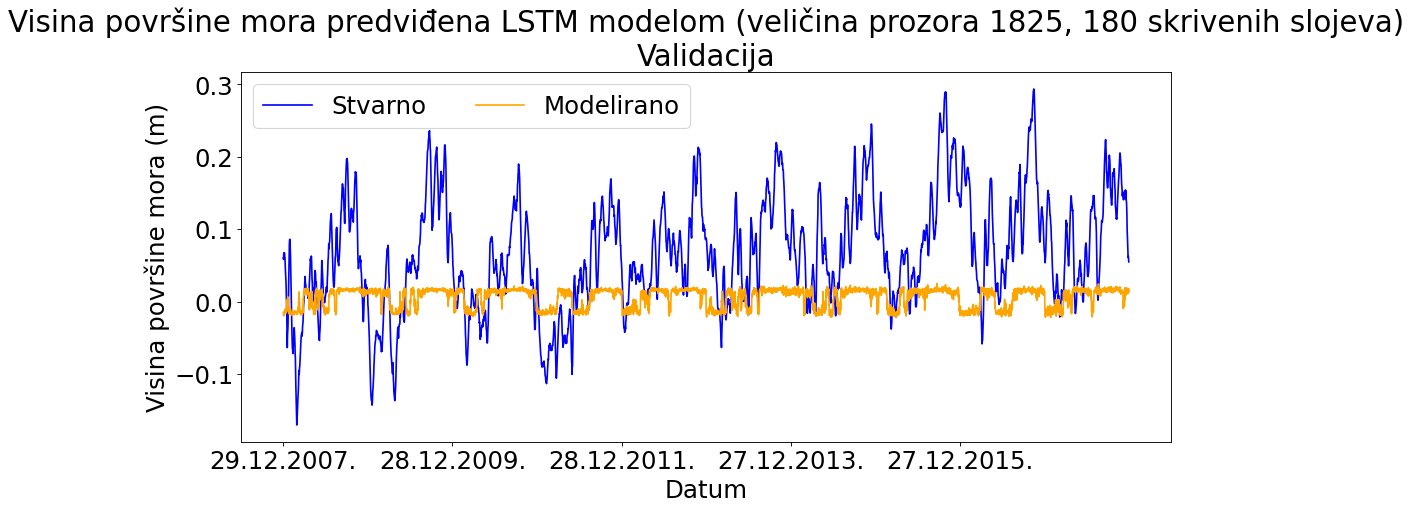 Visina površine mora predviđena LSTM modelom (veličina prozora 1825, 180 skrivenih slojeva)
Validacija
Stvarno Modelirano
Visina površine mora (m)
0.3
0.2
0.1
0.0
−0.1
29.12.2007. 28.12.2009. 28.12.2011. 27.12.2013. 27.12.2015.
Datum